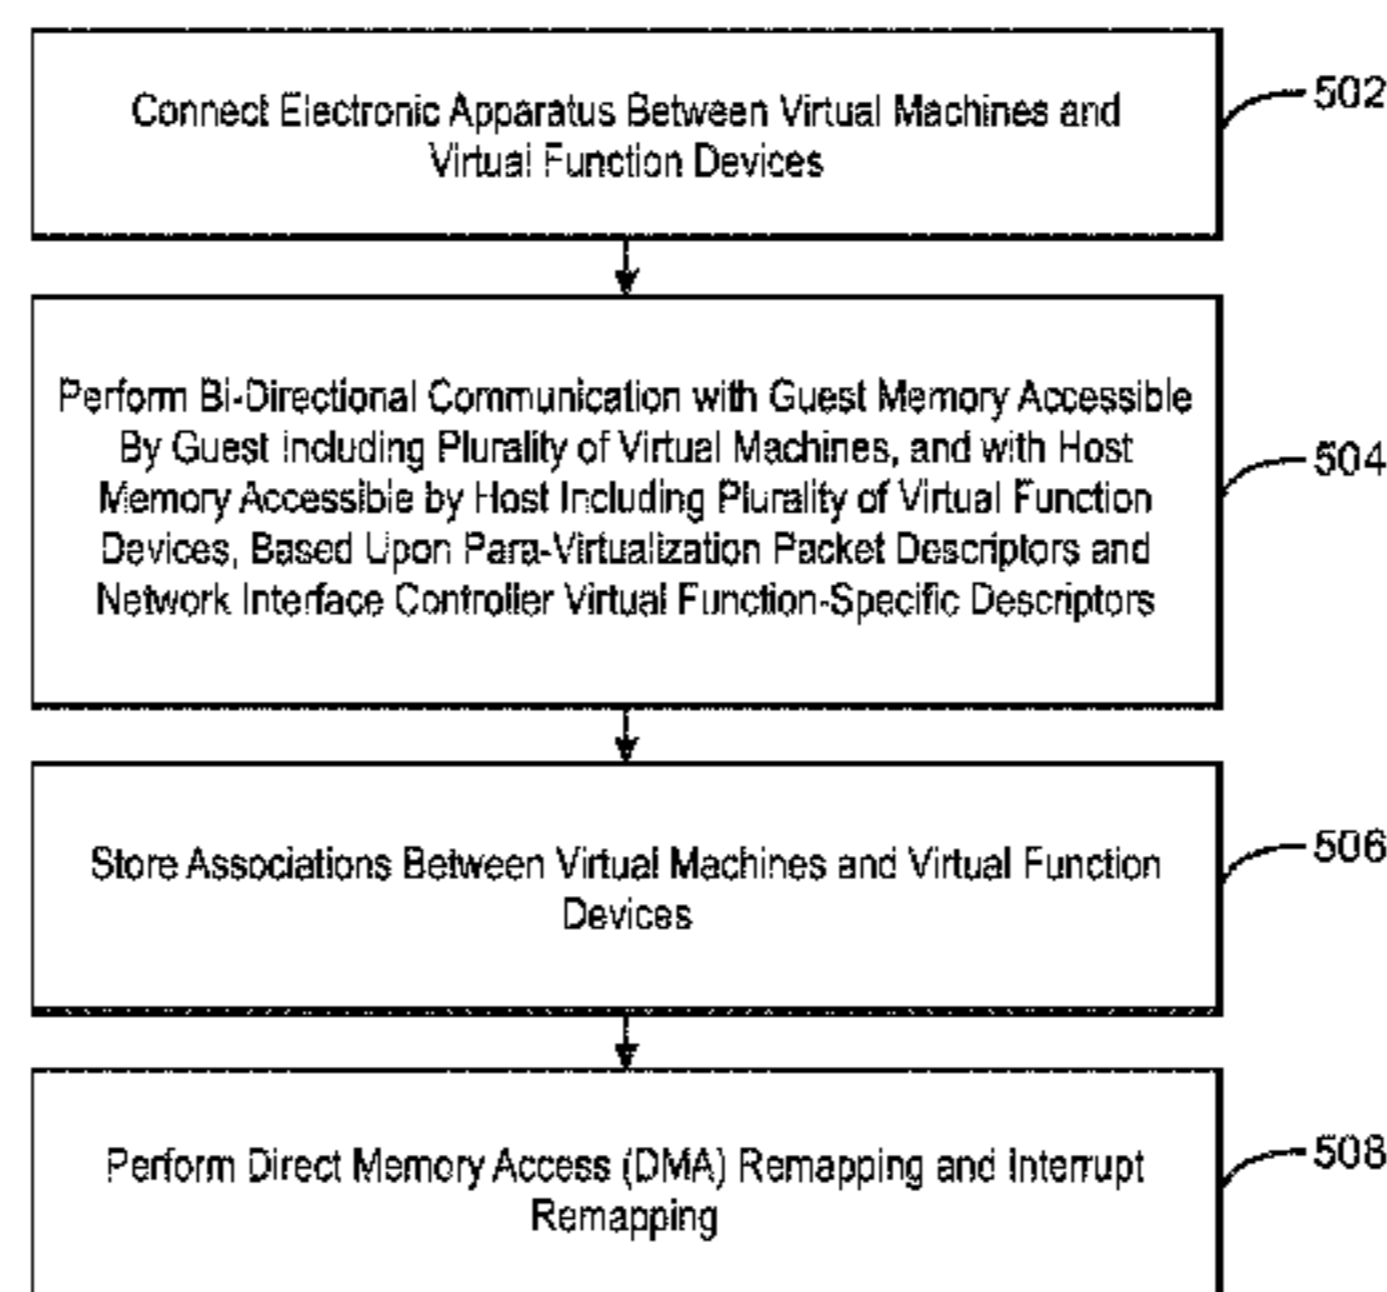 Connect Electronic Apparatus Between Virtual Machines and
Virtual Function Devices
502
Perform Bi-Directional Communication with Guest Memory Accessible
By Guest Including Plurality of Virtual Machines, and with Host
Memory Accessible by Host Including Plurality of Virtual Function
Devices, Based Upon Para-Virtualization Packet Descriptors and
Network Interface Controller Virtual Function-Specific Descriptors
504
Store Associations Between Virtual Machines and Virtual Function
Devices
506
Perform Direct Memory Access (DMA) Remapping and Interrupt
Remapping
508